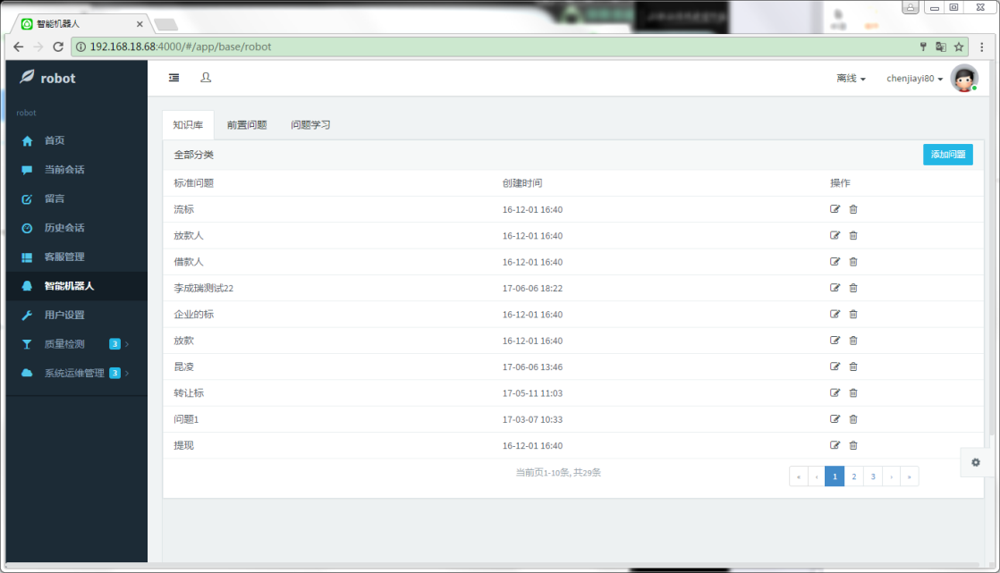 智能机器人
192.168.18.68:4000/#/app/base/robot
robot
离线
chenjiayi80
robot
首页
当前会话
留言
历史会话
客服管理
智能机器人
用户设置
质量检测 3
系统运维管理 3
知识库 前置问题 问题学习
全部分类 添加问题
标准问题 创建时间 操作
流标 16-12-01 16:40
放款人 16-12-01 16:40
借款人 16-12-01 16:40
李成瑞测试22 17-06-06 18:22
企业的标 16-12-01 16:40
放款 16-12-01 16:40
昆凌 17-06-06 13:46
转让标 17-05-11 11:03
问题1 17-03-07 10:33
提现 16-12-01 16:40
当前页1-10条, 共29条 « ‹ 1 2 3 › »